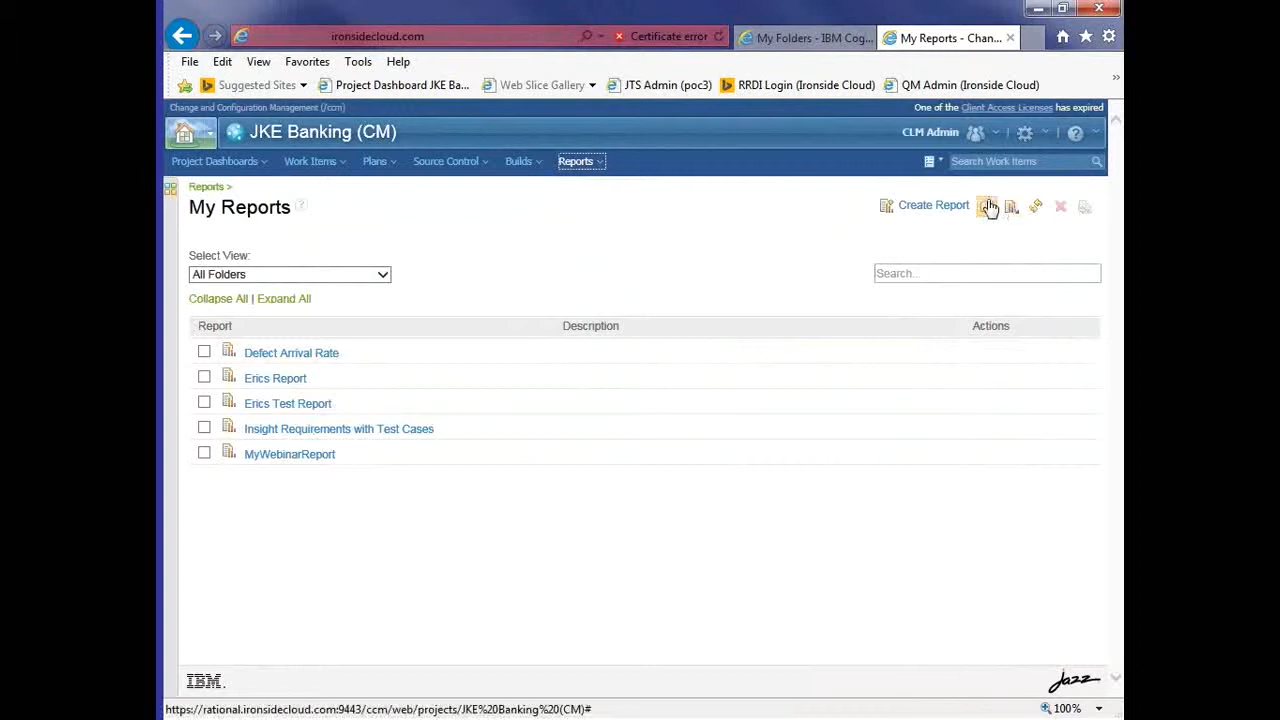 ironsidecloud.com
Certificate error
My Folders - IBM Cog...
My Reports - Chan...
File Edit View Favorites Tools Help
Suggested Sites
Project Dashboard JKE Ba...
Web Slice Gallery
JTS Admin (poc3)
RRDI Login (Ironside Cloud)
QM Admin (Ironside Cloud)
Change and Configuration Management (/ccm)
One of the Client Access Licenses has expired
JKE Banking (CM)
CLM Admin
Project Dashboards
Work Items
Plans
Source Control
Builds
Reports
Search Work Items
Reports >
My Reports
Create Report
Select View:
All Folders
Search...
Collapse All | Expand All
Report Description Actions
Defect Arrival Rate
Erics Report
Erics Test Report
Insight Requirements with Test Cases
MyWebinarReport
IBM.
jazz
https://rational.ironsidecloud.com:9443/ccm/web/projects/JKE%20Banking%20(CM)#
100%